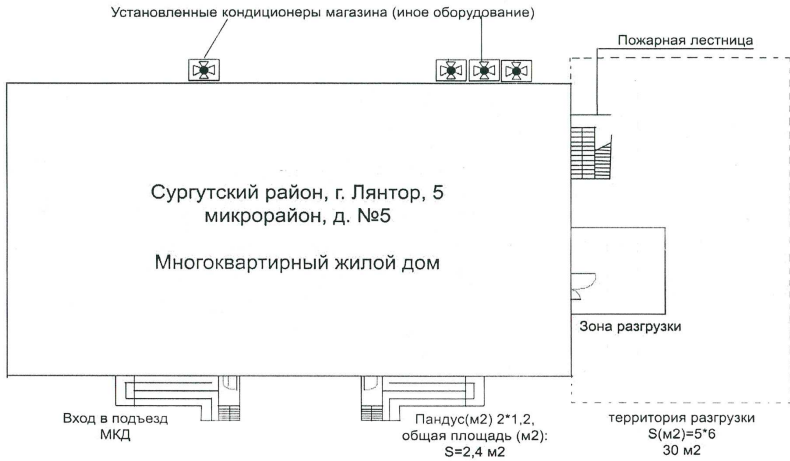 Установленные кондиционеры магазина (иное оборудование)
Пожарная лестница
Сургутский район, г. Лянтор, 5
микрорайон, д. №5
Многоквартирный жилой дом
Зона разгрузки
Вход в подъезд
МКД
Пандус(м2) 2*1,2,
общая площадь (м2):
S=2,4 м2
территория разгрузки
S(м2)=5*6
30 м2